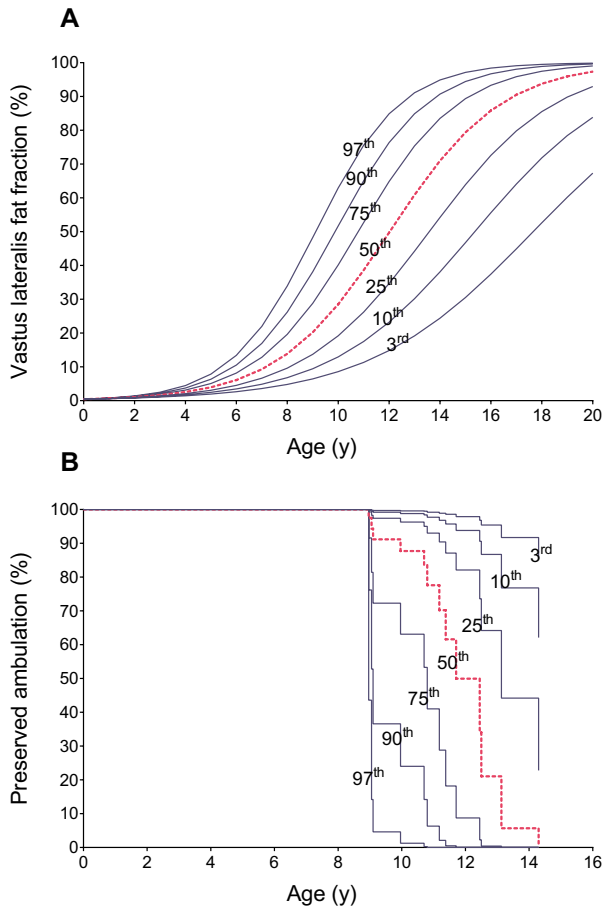 A
Vastus lateralis fat fraction (%)
100
90
80
70
60
50
40
30
20
10
0
97th
90th
75th
50th
25th
10th
3rd
0 2 4 6 8 10 12 14 16 18 20
Age (y)
B
Preserved ambulation (%)
100
90
80
70
60
50
40
30
20
10
0
3rd
10th
25th
50th
75th
90th
97th
0 2 4 6 8 10 12 14 16
Age (y)